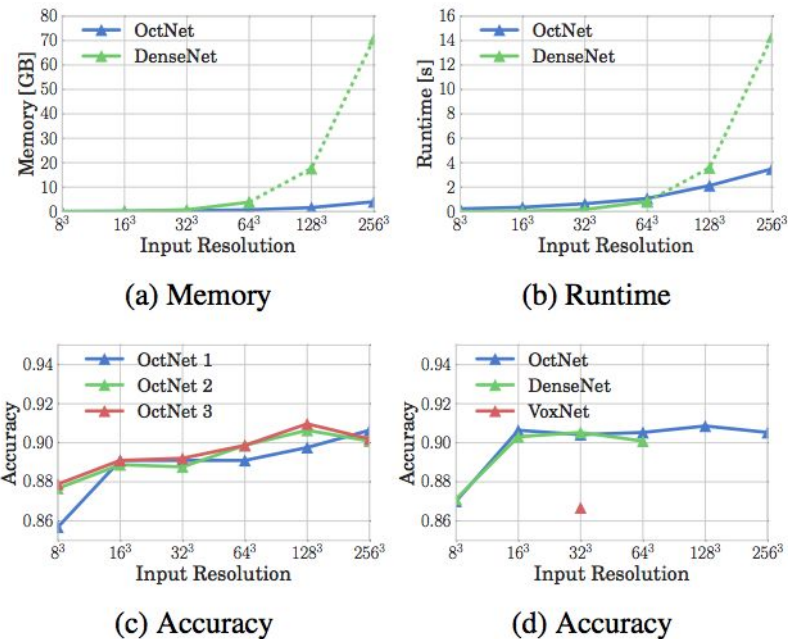 80
70
60
50
40
30
20
10
0
Memory [GB]
OctNet
DenseNet
8³ 16³ 32³ 64³ 128³ 256³
Input Resolution
(a) Memory
16
14
12
10
8
6
4
2
0
Runtime [s]
OctNet
DenseNet
8³ 16³ 32³ 64³ 128³ 256³
Input Resolution
(b) Runtime
0.94
0.92
0.90
0.88
0.86
Accuracy
OctNet 1
OctNet 2
OctNet 3
8³ 16³ 32³ 64³ 128³ 256³
Input Resolution
(c) Accuracy
0.94
0.92
0.90
0.88
0.86
Accuracy
OctNet
DenseNet
VoxNet
8³ 16³ 32³ 64³ 128³ 256³
Input Resolution
(d) Accuracy